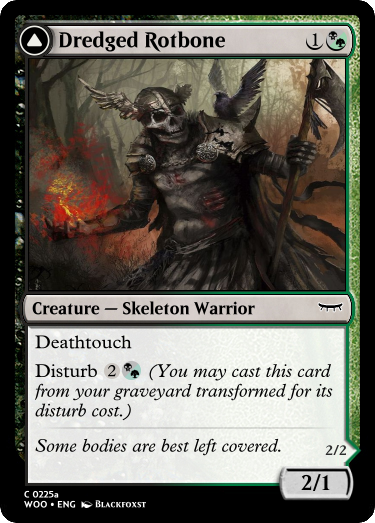 Dredged Rotbone 1
Creature — Skeleton Warrior
Deathtouch
Disturb 2 (You may cast this card
from your graveyard transformed for its
disturb cost.)
Some bodies are best left covered.
2/2
2/1
C 0225a
WOO • ENG BLACKFOXST